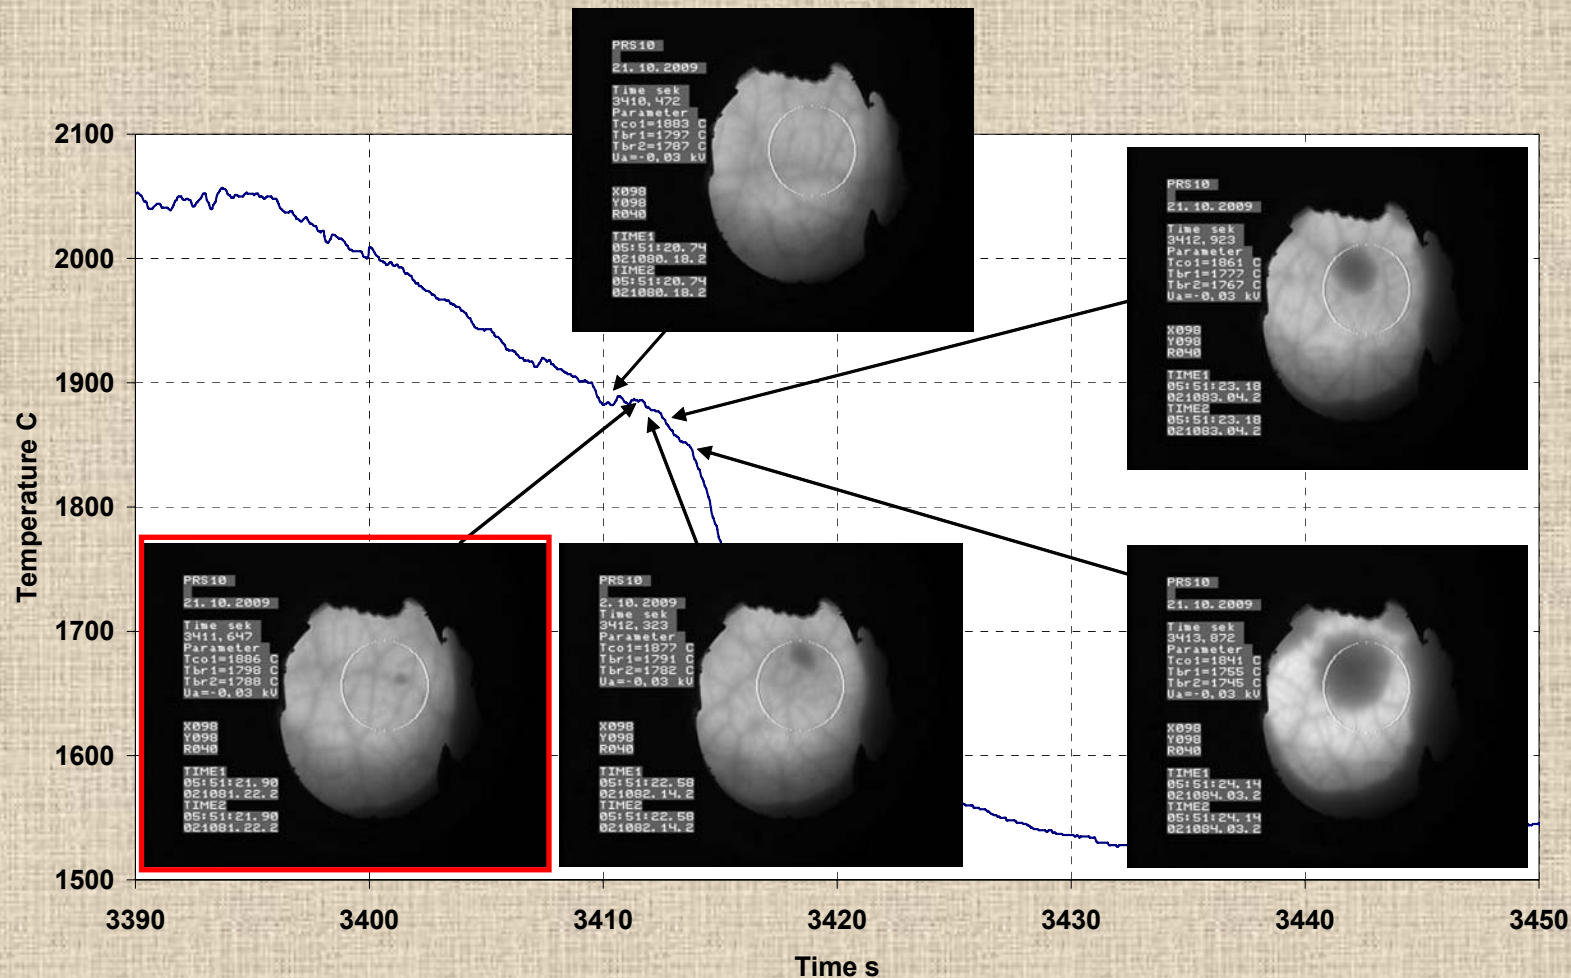 PRS10
21.10.2009
Time sek
3410,472
Parameter
Tco1=1883 C
Tbr1=1797 C
Tbr2=1787 C
Ua=-0,03 kV
X098
Y098
R040
TIME1
05:51:20.74
021080.18.2
TIME2
05:51:20.74
021080.18.2
PRS10
21.10.2009
Time sek
3412,923
Parameter
Tco1=1861 C
Tbr1=1777 C
Tbr2=1767 C
Ua=-0,03 kV
X098
Y098
R040
TIME1
05:51:23.18
021083.04.2
TIME2
05:51:23.18
021083.04.2
2100
2000
1900
1800
1700
1600
1500
Temperature C
PRS10
21.10.2009
Time sek
3411,647
Parameter
Tco1=1886 C
Tbr1=1798 C
Tbr2=1788 C
Ua=-0,03 kV
X098
Y098
R040
TIME1
05:51:21.90
021081.22.2
TIME2
05:51:21.90
021081.22.2
PRS10
2.10.2009
Time sek
3412,323
Parameter
Tco1=1877 C
Tbr1=1791 C
Tbr2=1782 C
Ua=-0,03 kV
X098
Y098
R040
TIME1
05:51:22.58
021082.14.2
TIME2
05:51:22.58
021082.14.2
PRS10
21.10.2009
Time sek
3413,872
Parameter
Tco1=1841 C
Tbr1=1755 C
Tbr2=1745 C
Ua=-0,03 kV
X098
Y098
R040
TIME1
05:51:24.14
021084.03.2
TIME2
05:51:24.14
021084.03.2
3390 3400 3410 3420 3430 3440 3450
Time s